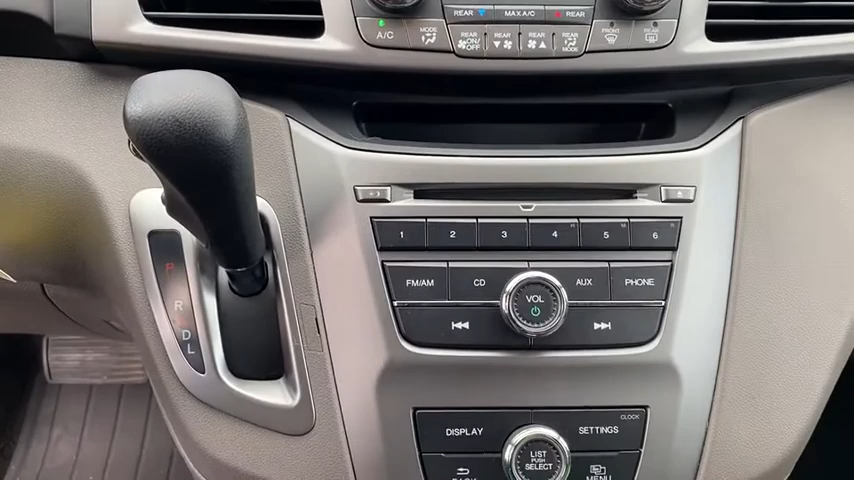 REAR MAX A/C REAR
A/C MODE REAR ON/OFF REAR REAR REAR MODE FRONT REAR
1 2 3 4 5 6
FM/AM CD VOL AUX PHONE
P
R
D
L
CLOCK
DISPLAY SETTINGS
LIST
PUSH
SELECT
BACK MENU